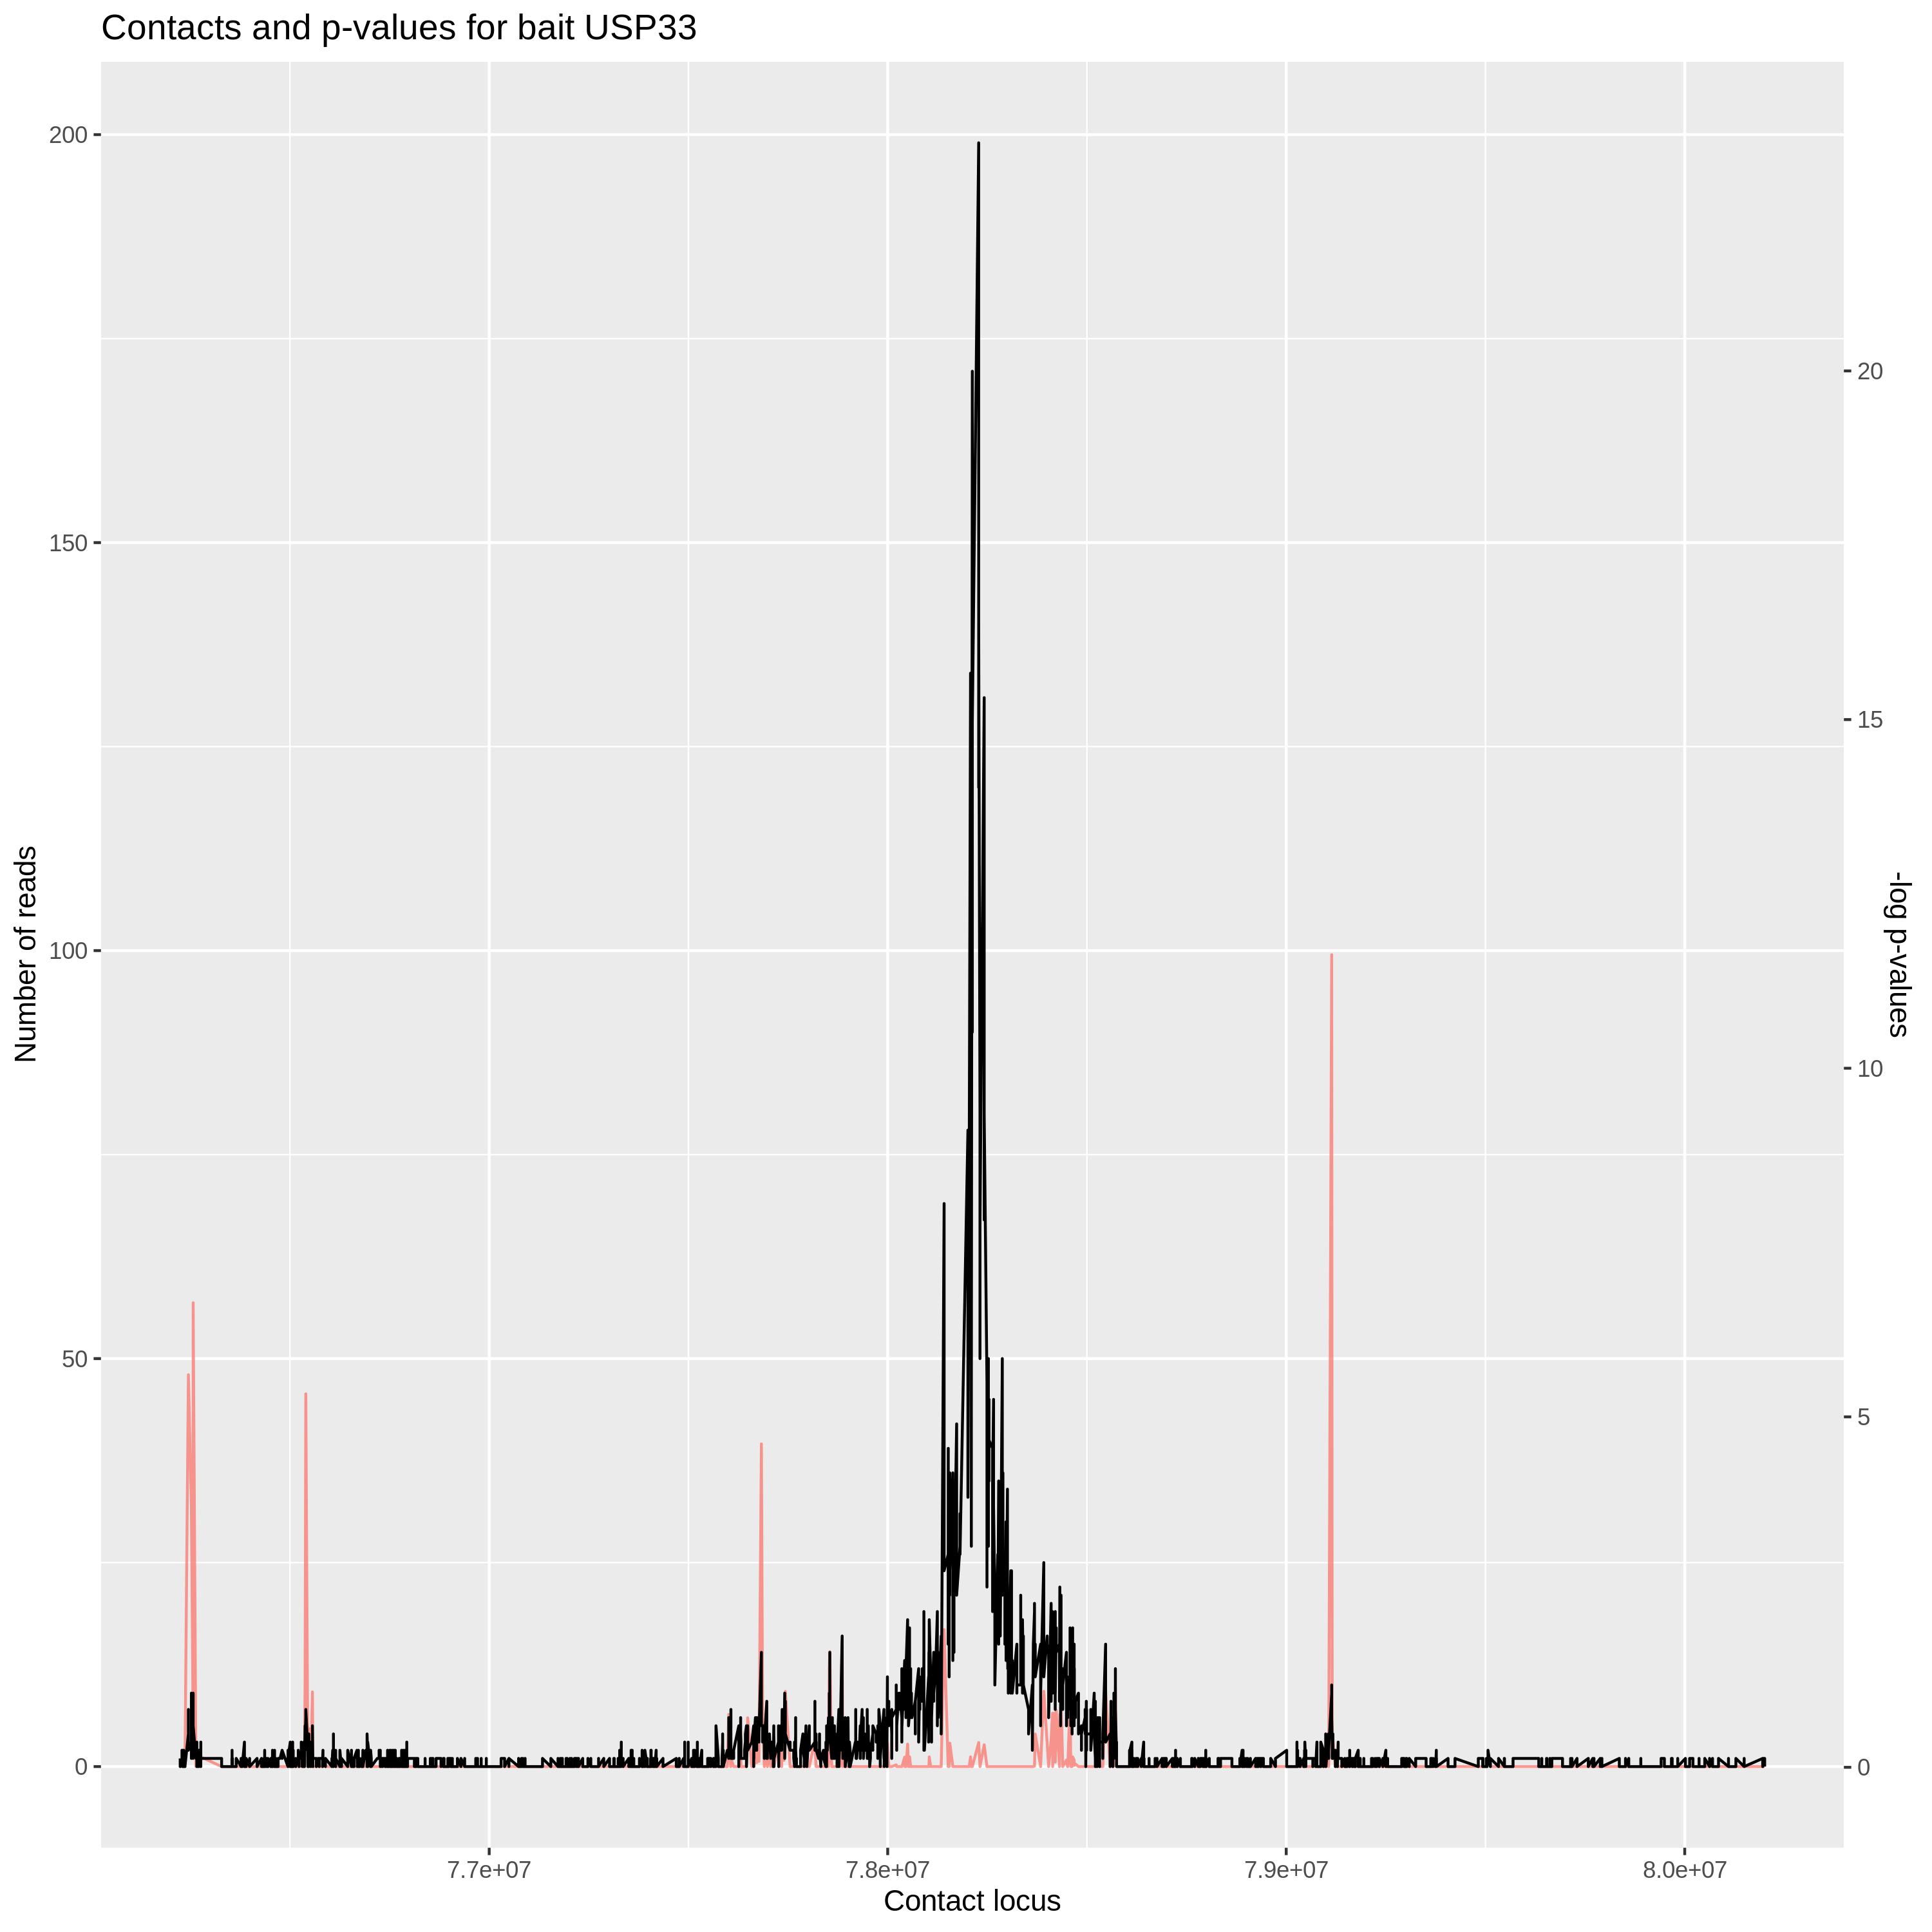 Contacts and p-values for bait USP33
200
150
100
50
0
Number of reads
20
15
10
5
0
-log p-values
7.7e+07
7.8e+07
7.9e+07
8.0e+07
Contact locus